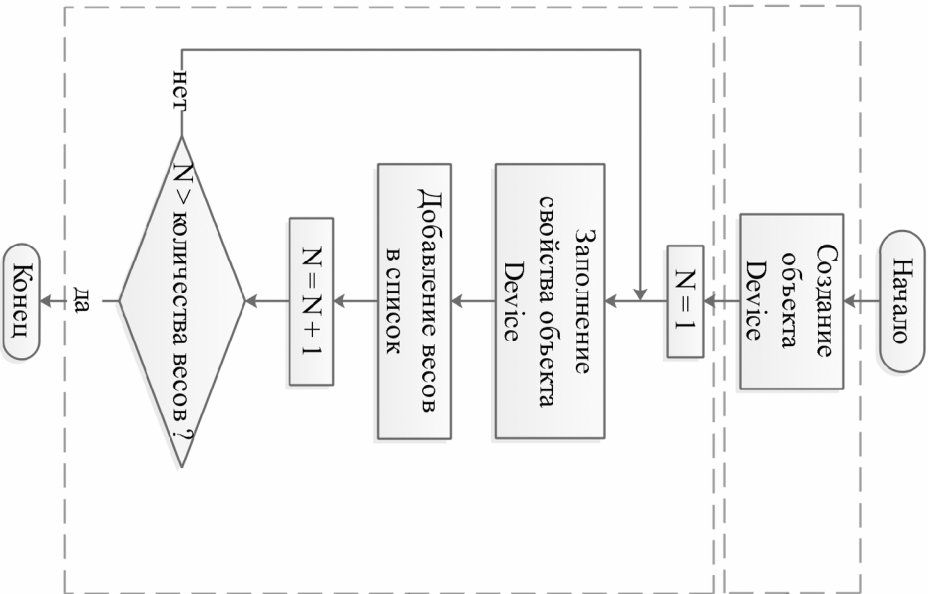 Начало
Создание
объекта
Device
N = 1
Заполнение
свойства объекта
Device
Добавление весов
в список
N = N + 1
N > количества весов ?
нет
да
Конец